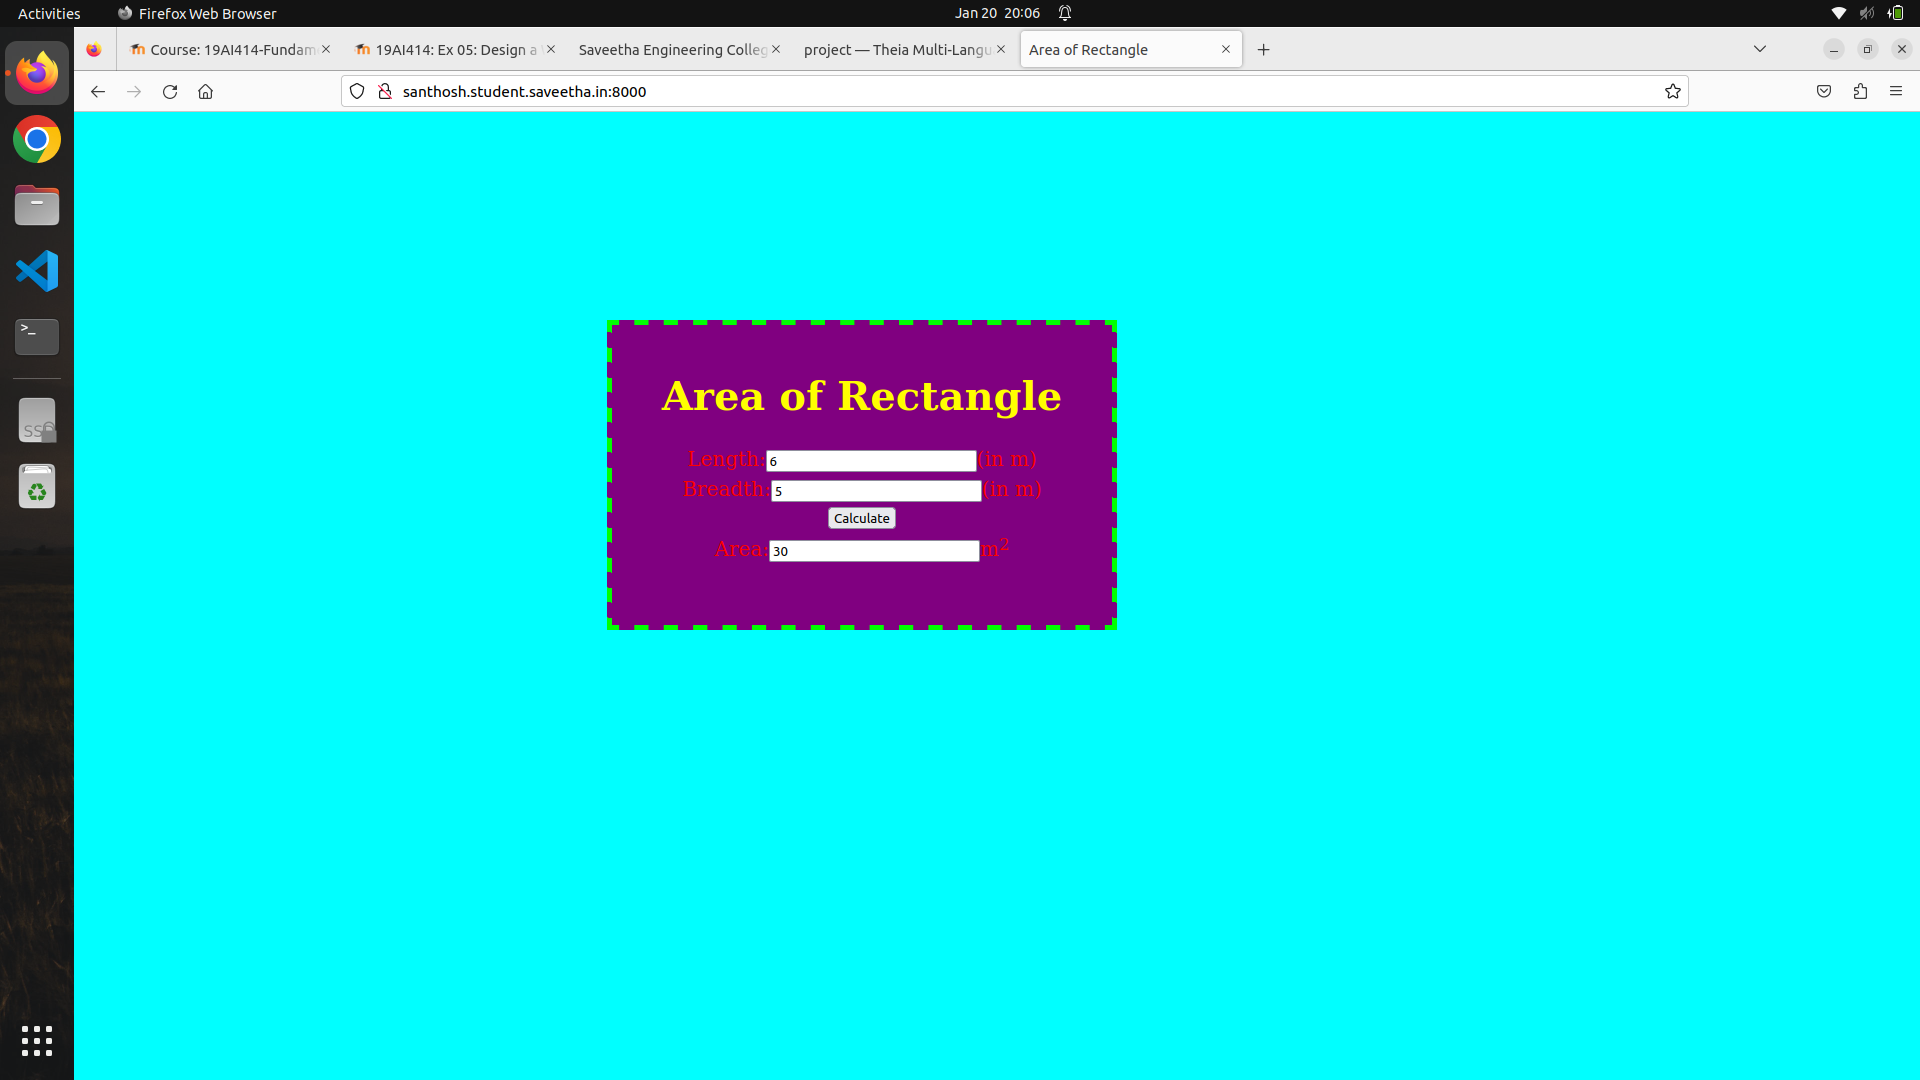 Activities
Firefox Web Browser
Jan 20 20:06
Course: 19AI414-Fundam
19AI414: Ex 05: Design a
Saveetha Engineering Colleg
project — Theia Multi-Langu
Area of Rectangle
santhosh.student.saveetha.in:8000
>_
SS
Area of Rectangle
Length: 6 (in m)
Breadth: 5 (in m)
Calculate
Area: 30 m²